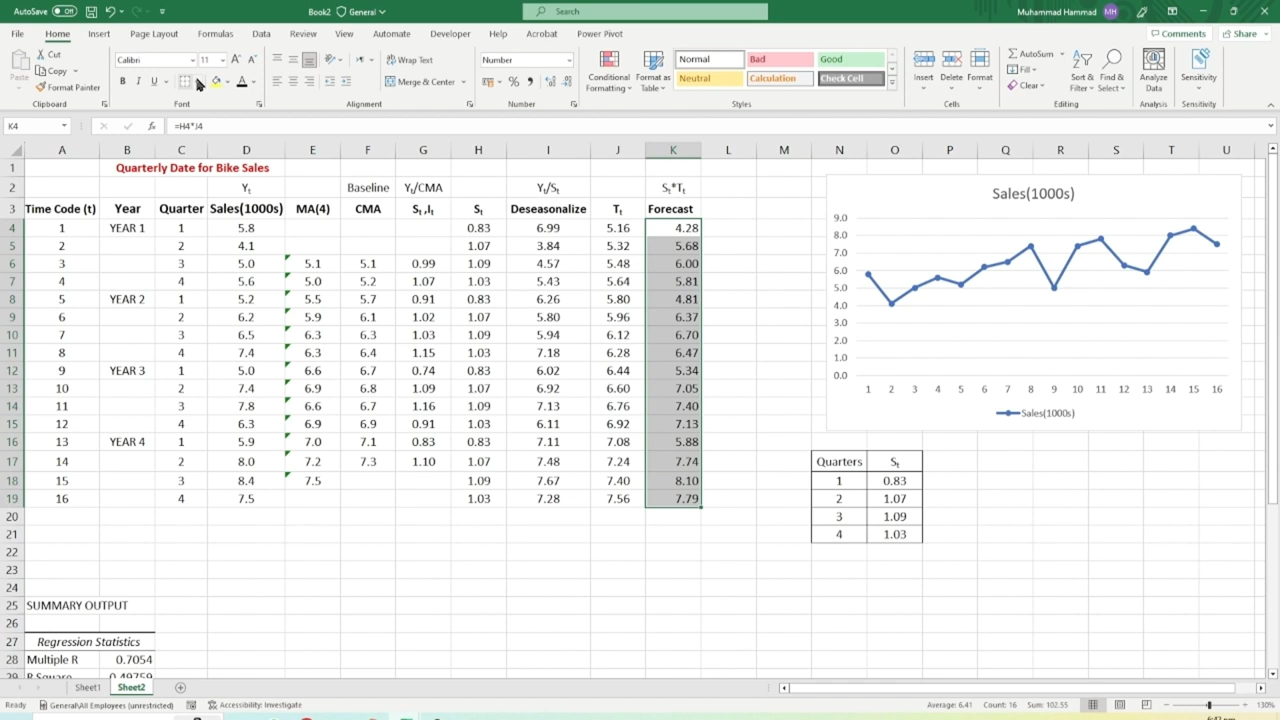 AutoSave Off Book2 General Search Muhammad Hammad MH
File Home Insert Page Layout Formulas Data Review View Automate Developer Help Acrobat Power Pivot Comments Share
Paste Cut Copy Format Painter Clipboard
Calibri 11 A A B I U A Font
Wrap Text Merge & Center Alignment
Number % Number
Conditional Formatting Format as Table Normal Bad Good Neutral Calculation Check Cell Styles
Insert Delete Format Cells
AutoSum Fill Clear Sort & Filter Find & Select Editing
Analyze Data Analysis
Sensitivity Sensitivity
K4 fx =H4*J4
A B C D E F G H I J K L M N O P Q R S T U
1 Quarterly Date for Bike Sales
2 Yt Baseline Yt/CMA Yt/St St*Tt
3 Time Code (t) Year Quarter Sales(1000s) MA(4) CMA St ,It St Deseasonalize Tt Forecast
4 1 YEAR 1 1 5.8 0.83 6.99 5.16 4.28
5 2 2 4.1 1.07 3.84 5.32 5.68
6 3 3 5.0 5.1 5.1 0.99 1.09 4.57 5.48 6.00
7 4 4 5.6 5.0 5.2 1.07 1.03 5.43 5.64 5.81
8 5 YEAR 2 1 5.2 5.5 5.7 0.91 0.83 6.26 5.80 4.81
9 6 2 6.2 5.9 6.1 1.02 1.07 5.80 5.96 6.37
10 7 3 6.5 6.3 6.3 1.03 1.09 5.94 6.12 6.70
11 8 4 7.4 6.3 6.4 1.15 1.03 7.18 6.28 6.47
12 9 YEAR 3 1 5.0 6.6 6.7 0.74 0.83 6.02 6.44 5.34
13 10 2 7.4 6.9 6.8 1.09 1.07 6.92 6.60 7.05
14 11 3 7.8 6.6 6.7 1.16 1.09 7.13 6.76 7.40
15 12 4 6.3 6.9 6.9 0.91 1.03 6.11 6.92 7.13
16 13 YEAR 4 1 5.9 7.0 7.1 0.83 0.83 7.11 7.08 5.88
17 14 2 8.0 7.2 7.3 1.10 1.07 7.48 7.24 7.74
18 15 3 8.4 7.5 1.09 7.67 7.40 8.10
19 16 4 7.5 1.03 7.28 7.56 7.79
20
21
22
23
24
25 SUMMARY OUTPUT
26
27 Regression Statistics
28 Multiple R 0.7054
29 R Square 0.49759
Sales(1000s)
9.0
8.0
7.0
6.0
5.0
4.0
3.0
2.0
1.0
0.0
1 2 3 4 5 6 7 8 9 10 11 12 13 14 15 16
Sales(1000s)
Quarters St
1 0.83
2 1.07
3 1.09
4 1.03
Sheet1 Sheet2
Ready General\All Employees (unrestricted) Accessibility: Investigate Average: 6.41 Count: 16 Sum: 102.55 130%